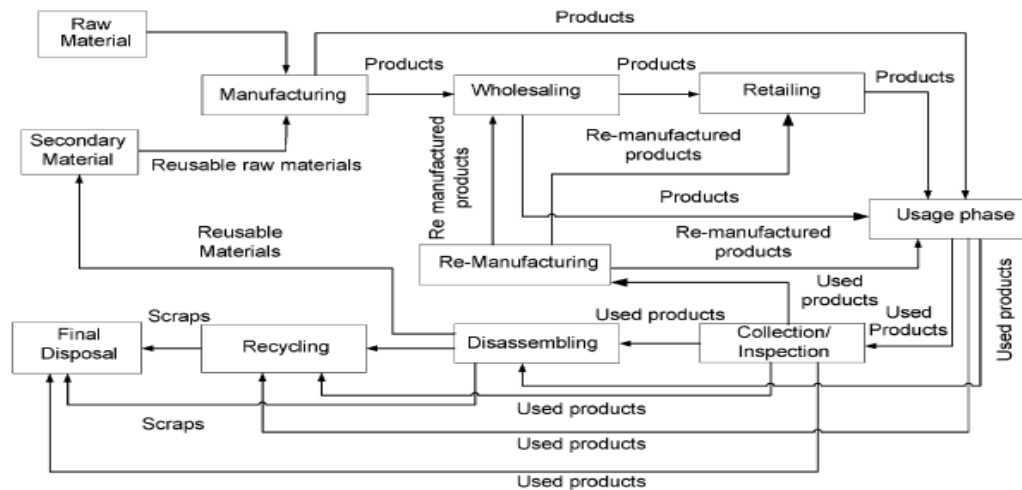 Raw
Material
Products
Manufacturing
Products
Wholesaling
Products
Retailing
Products
Secondary
Material
Reusable raw materials
Re manufactured
products
Re-manufactured
products
Products
Usage phase
Reusable
Materials
Re-Manufacturing
Re-manufactured
products
Used
products
Used
Products
Used products
Final
Disposal
Scraps
Recycling
Disassembling
Used products
Collection/
Inspection
Scraps
Used products
Used products
Used products